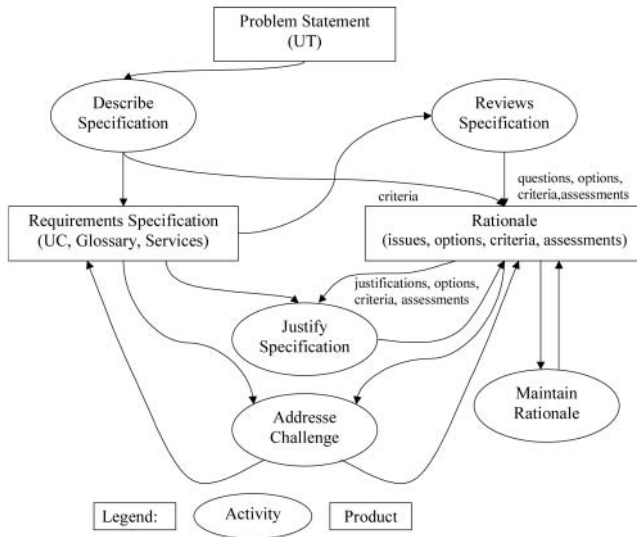 Problem Statement
(UT)
Describe
Specification
Reviews
Specification
questions, options,
criteria,assessments
criteria
Requirements Specification
(UC, Glossary, Services)
Rationale
(issues, options, criteria, assessments)
justifications, options,
criteria, assessments
Justify
Specification
Maintain
Rationale
Addresse
Challenge
Legend:
Activity
Product